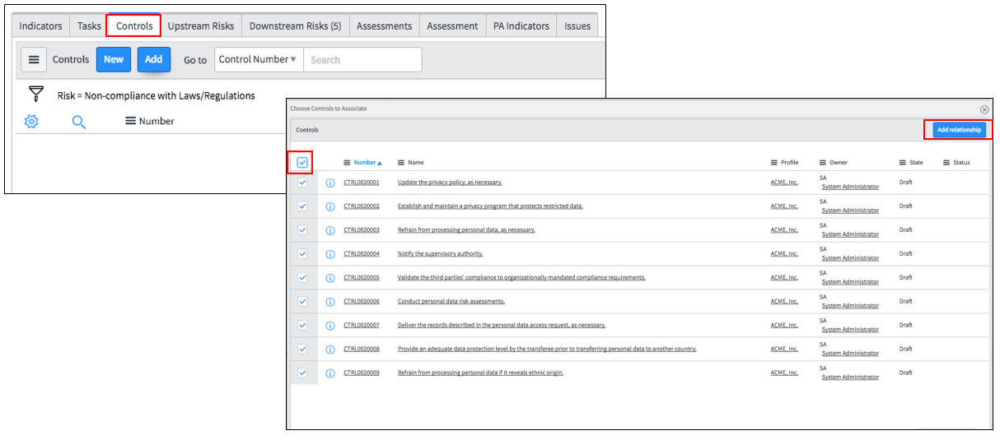 Indicators Tasks Controls Upstream Risks Downstream Risks (5) Assessments Assessment PA Indicators Issues
Controls New Add Go to Control Number Search
Risk = Non-compliance with Laws/Regulations
Number
Choose Controls to Associate
Controls Add relationship
Number Name Profile Owner State Status
CTRL0020001 Update the privacy policy, as necessary. ACME, Inc. SA Draft
System Administrator
CTRL0020002 Establish and maintain a privacy program that protects restricted data. ACME, Inc. SA Draft
System Administrator
CTRL0020003 Refrain from processing personal data, as necessary. ACME, Inc. SA Draft
System Administrator
CTRL0020004 Notify the supervisory authority. ACME, Inc. SA Draft
System Administrator
CTRL0020005 Validate the third parties' compliance to organizationally mandated compliance requirements. ACME, Inc. SA Draft
System Administrator
CTRL0020006 Conduct personal data risk assessments. ACME, Inc. SA Draft
System Administrator
CTRL0020007 Deliver the records described in the personal data access request, as necessary. ACME, Inc. SA Draft
System Administrator
CTRL0020008 Provide an adequate data protection level by the transferee prior to transferring personal data to another country. ACME, Inc. SA Draft
System Administrator
CTRL0020009 Refrain from processing personal data if it reveals ethnic origin. ACME, Inc. SA Draft
System Administrator